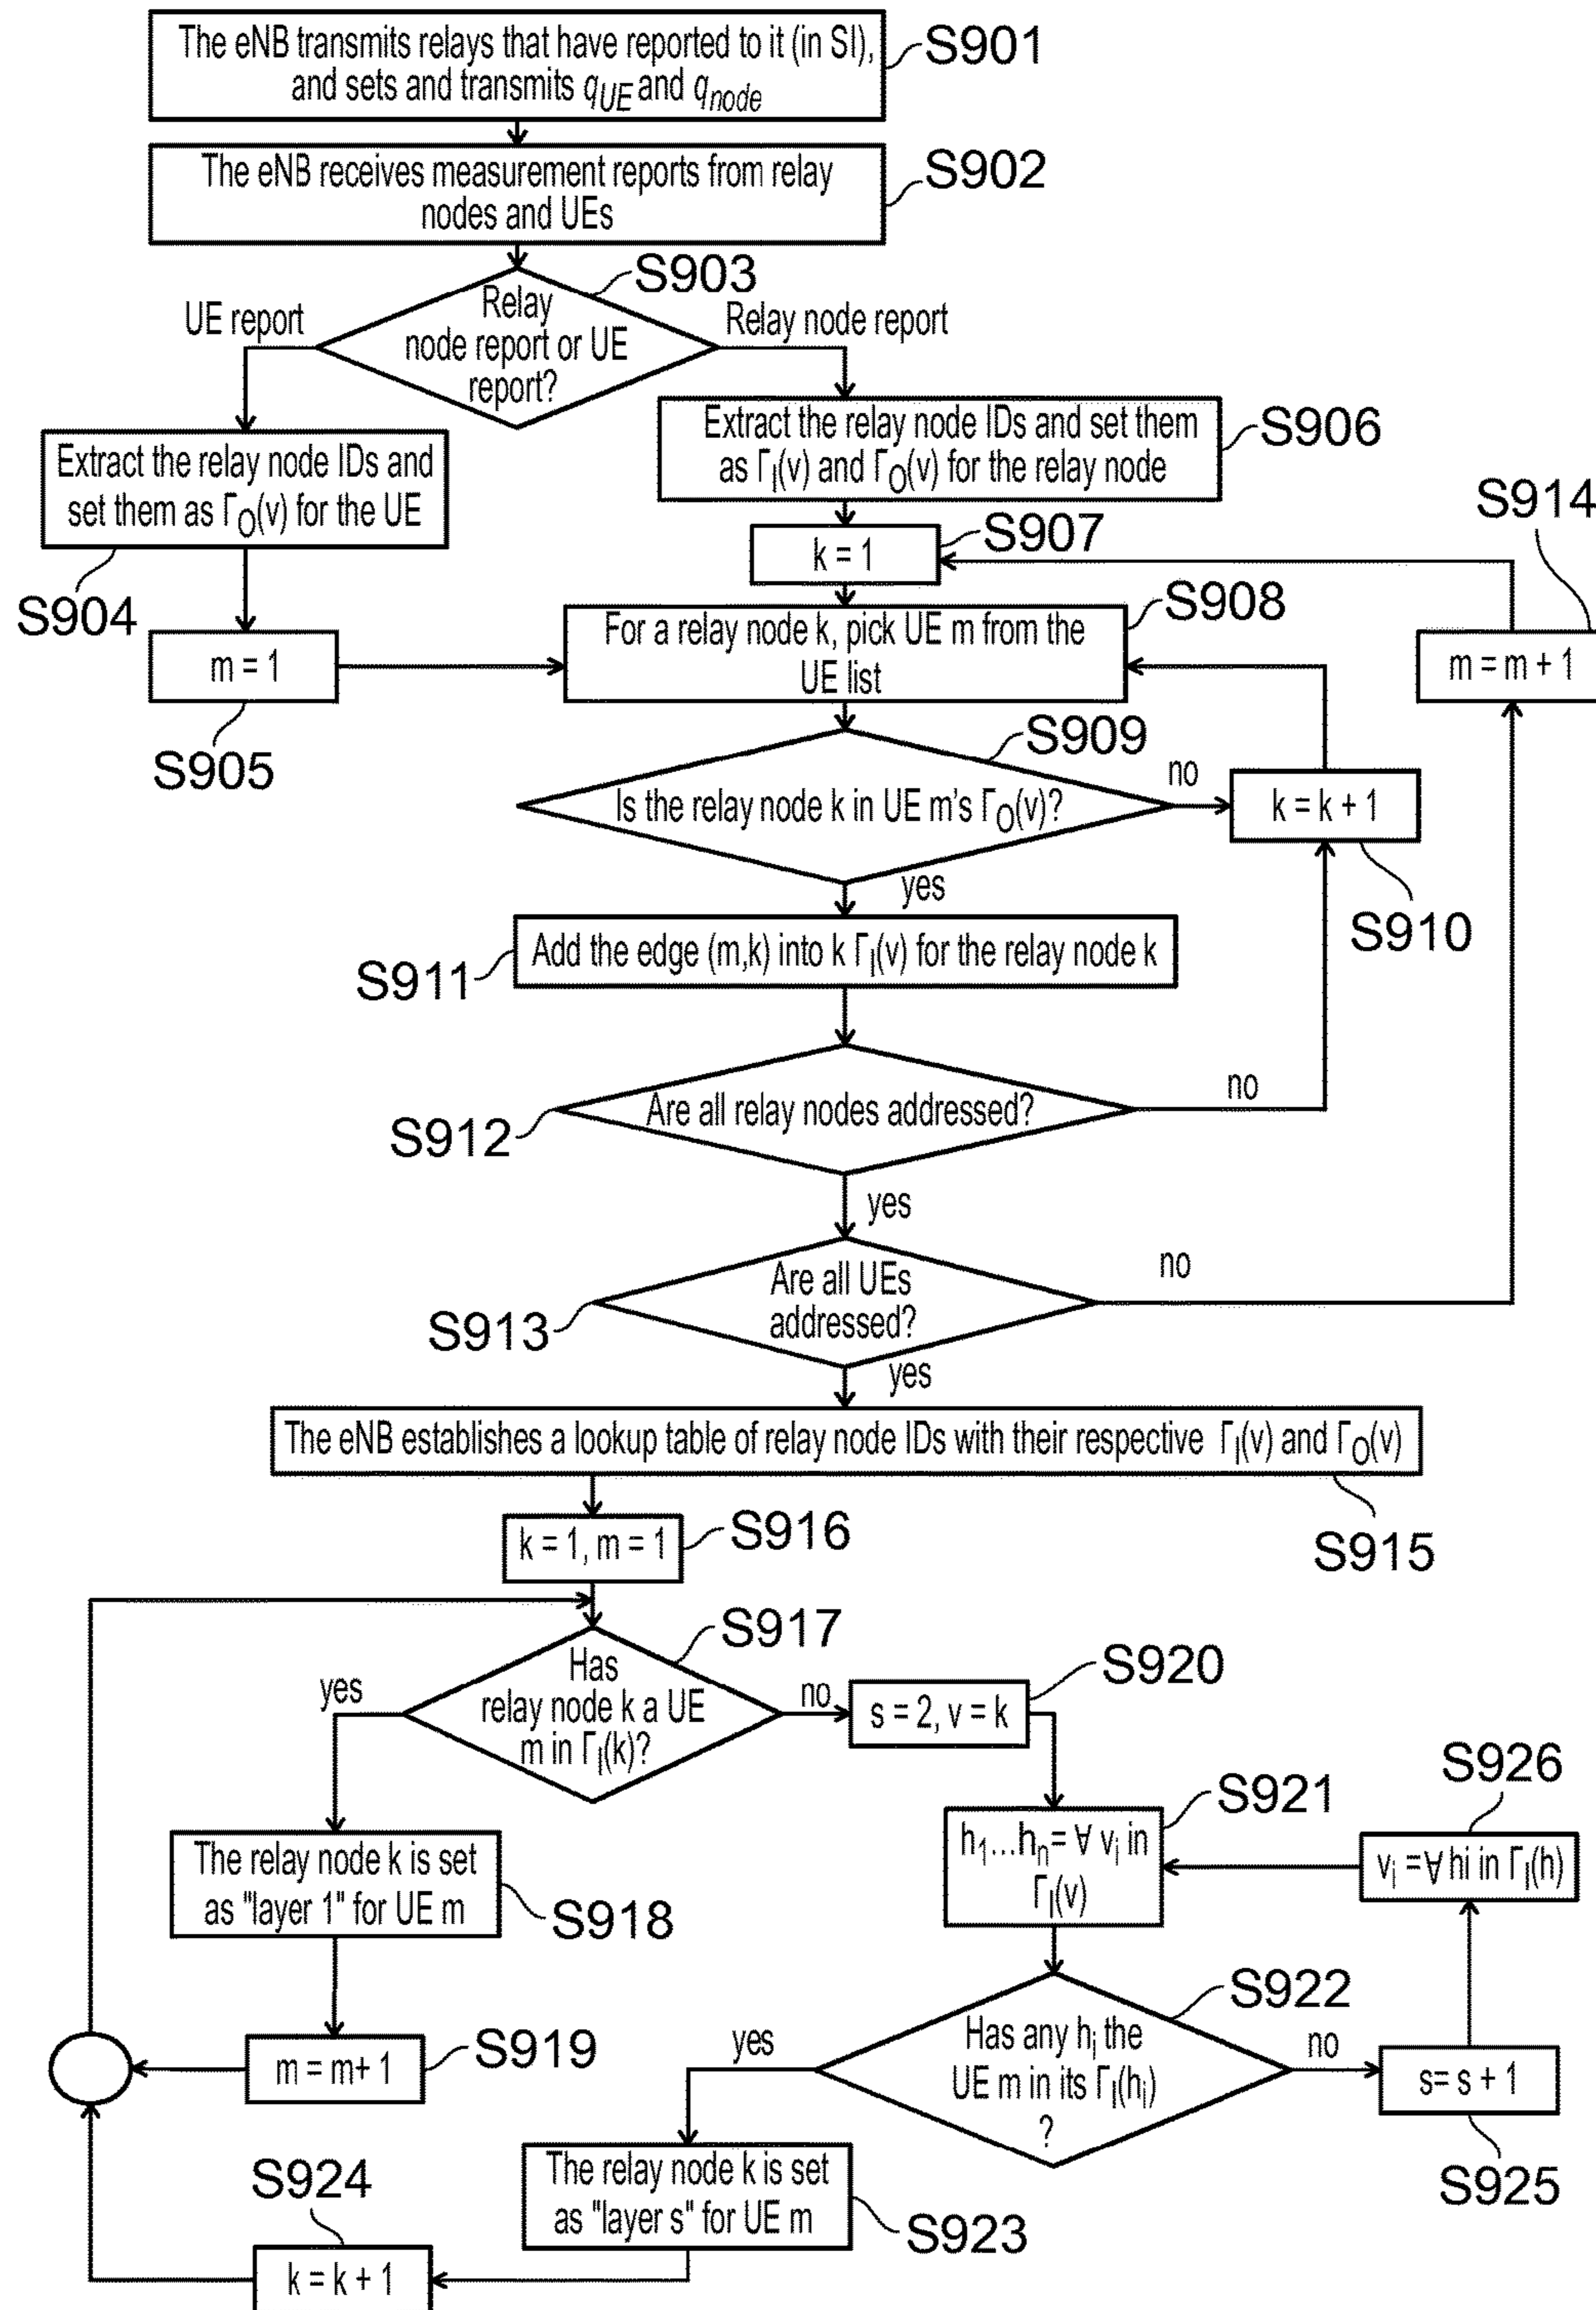 The eNB transmits relays that have reported to it (in SI),
and sets and transmits qUE and qnode
S901
The eNB receives measurement reports from relay
nodes and UEs
S902
S903
UE report
Relay
node report or UE
report?
Relay node report
Extract the relay node IDs and
set them as ΓO(v) for the UE
S904
Extract the relay node IDs and set them
as ΓI(v) and ΓO(v) for the relay node
S906
k = 1
S907
S914
m = 1
S905
For a relay node k, pick UE m from the
UE list
S908
m = m + 1
S909
Is the relay node k in UE m's ΓO(v)?
no
k = k + 1
S910
yes
Add the edge (m,k) into k ΓI(v) for the relay node k
S911
Are all relay nodes addressed?
no
S912
yes
Are all UEs
addressed?
no
S913
yes
The eNB establishes a lookup table of relay node IDs with their respective ΓI(v) and ΓO(v)
S915
k = 1, m = 1
S916
S917
yes
Has
relay node k a UE
m in ΓI(k)?
no
s = 2, v = k
S920
The relay node k is set
as "layer 1" for UE m
S918
h1...hn= ∀ vi in
ΓI(v)
S921
S926
vi =∀ hi in ΓI(h)
m = m+ 1
S919
S922
yes
Has any hi the
UE m in its ΓI(hi)
?
no
s= s + 1
S925
The relay node k is set
as "layer s" for UE m
S923
S924
k = k + 1